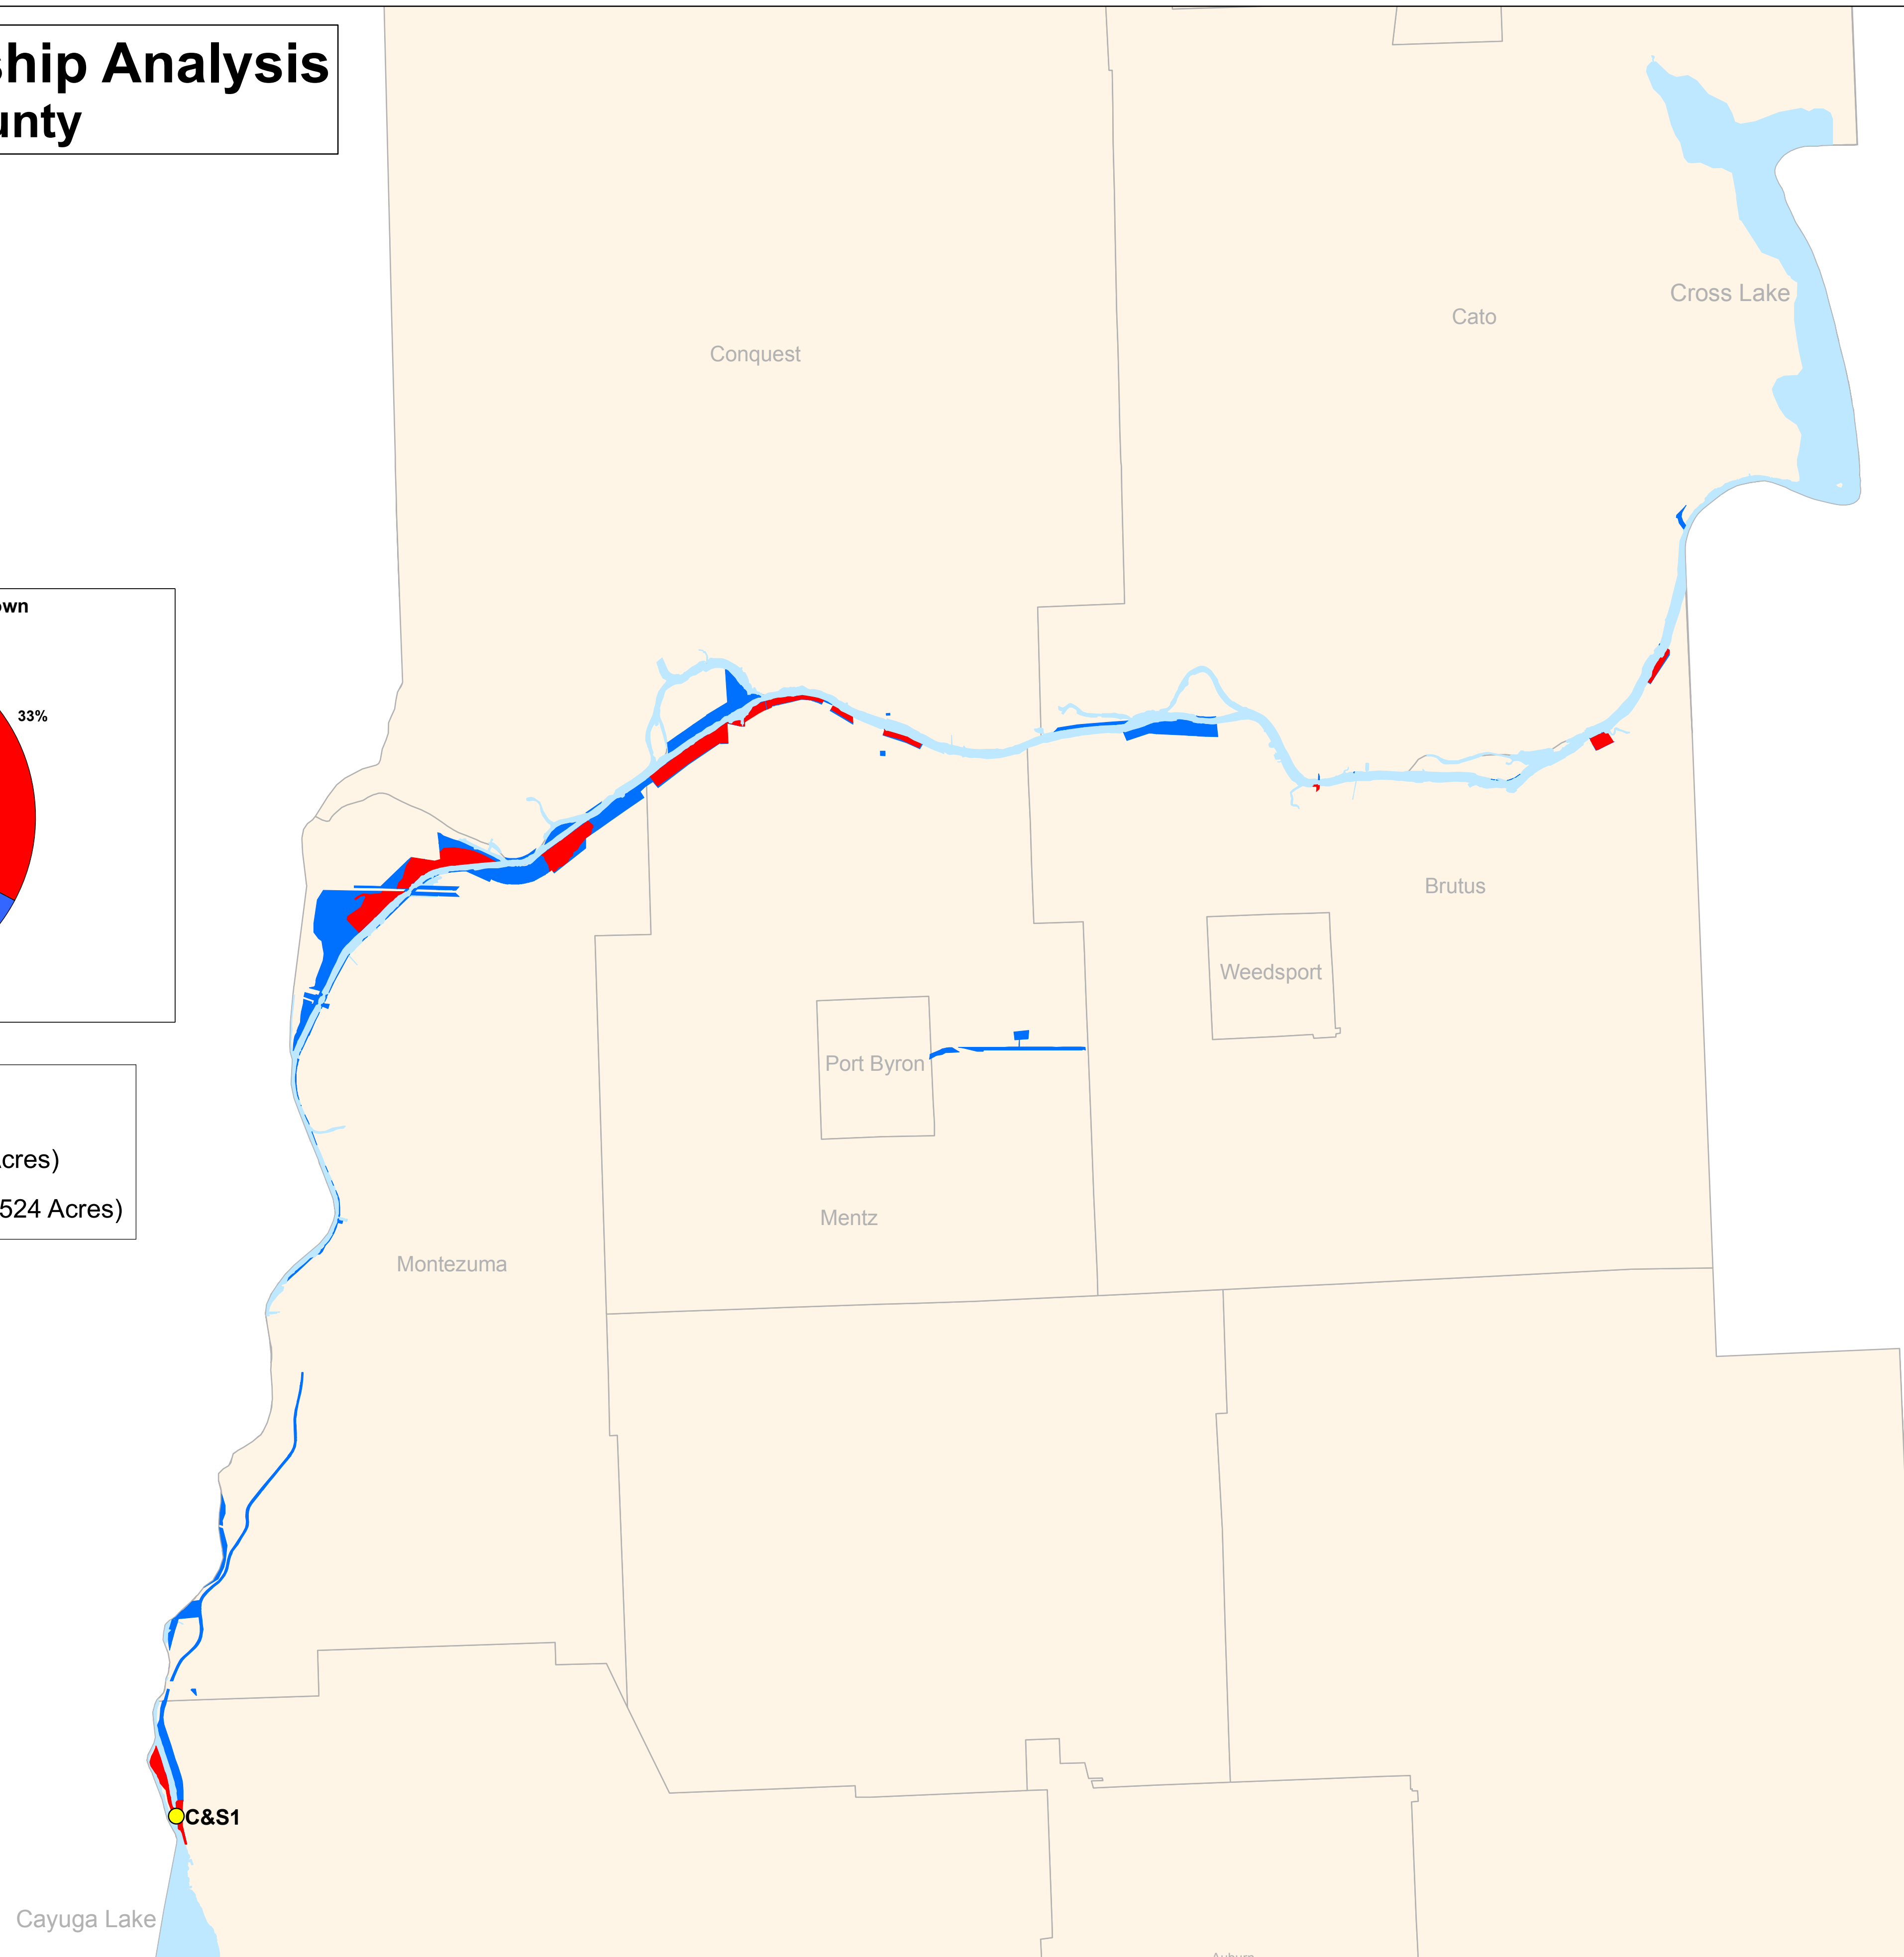 ship Analysis
unty
Cross Lake
Cato
Conquest
own
33%
Brutus
Weedsport
Port Byron
cres)
524 Acres)
Mentz
Montezuma
C&S1
Cayuga Lake